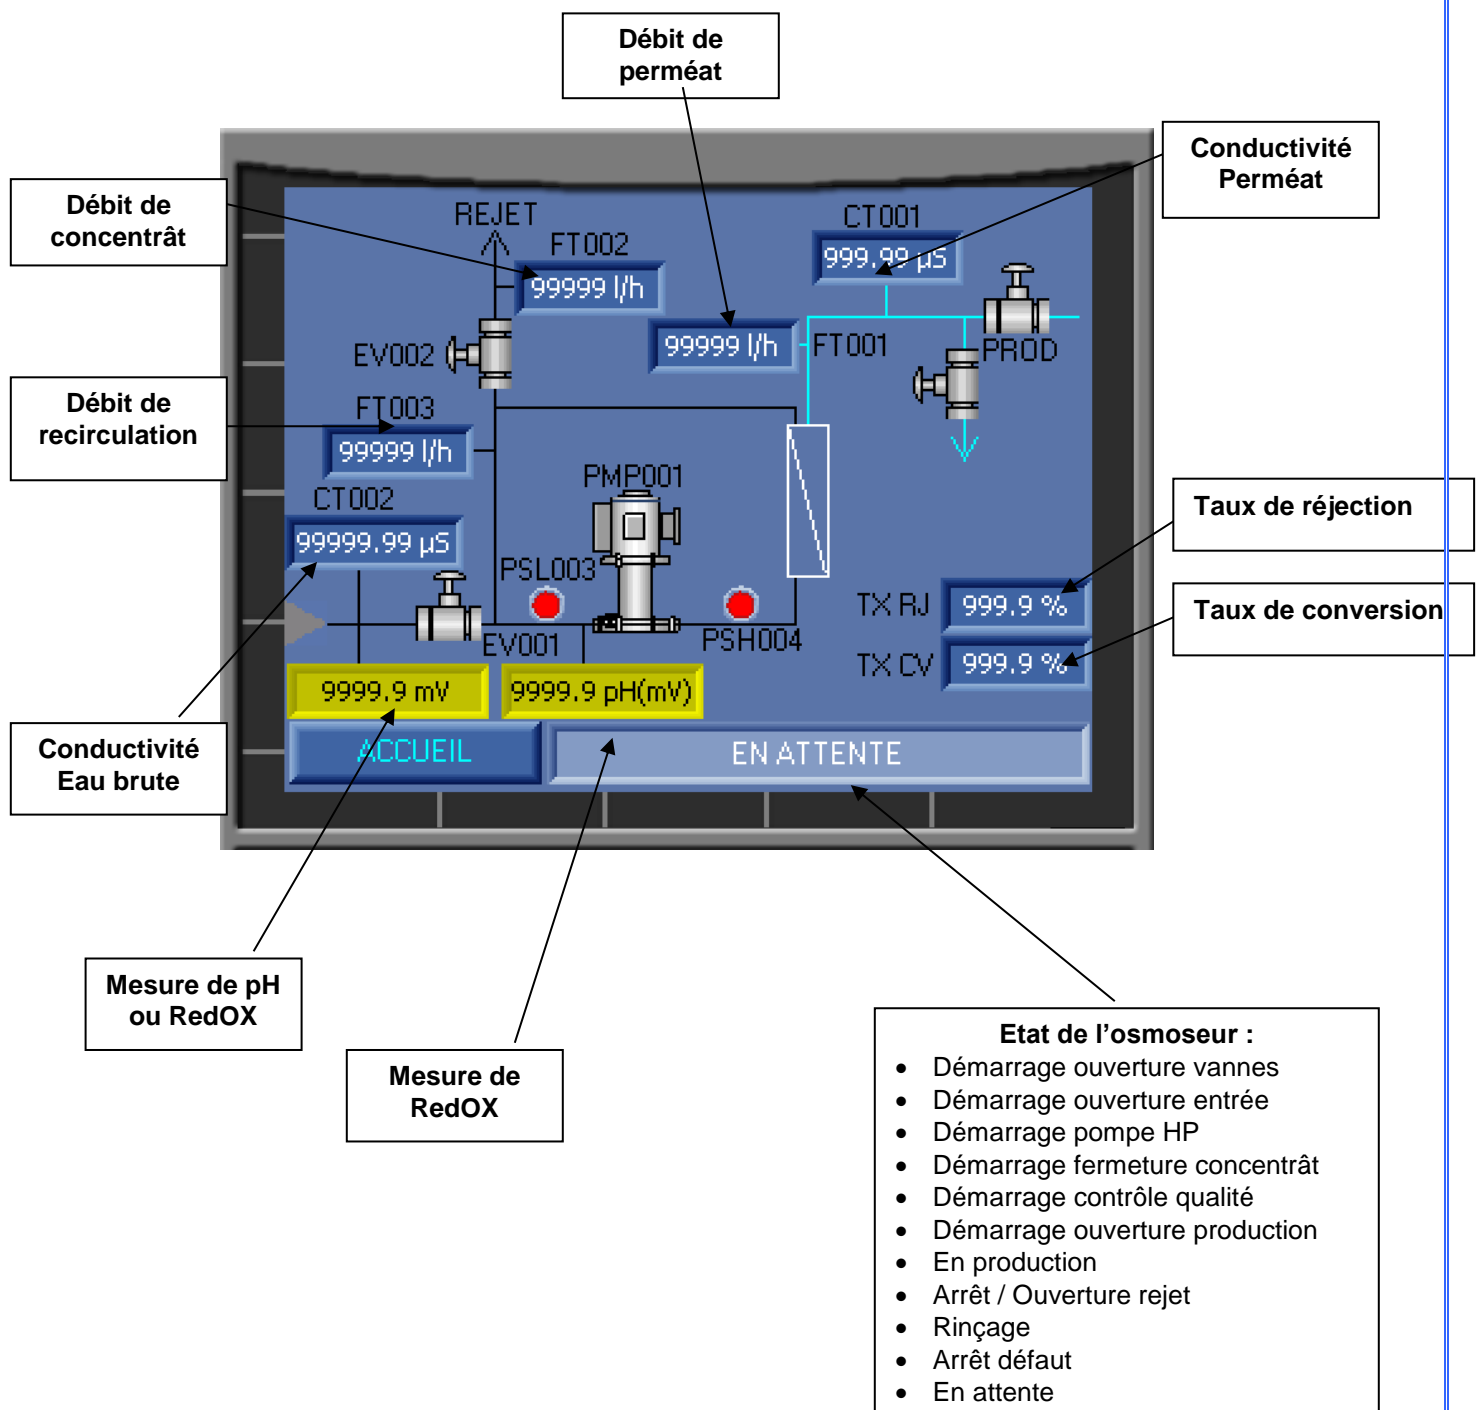 Débit de
perméat
Conductivité
Perméat
Débit de
concentrât
REJET
FT002
99999 l/h
CT001
999.99 µS
99999 l/h
FT001
PROD
EV002
Débit de
recirculation
FT003
99999 l/h
CT002
99999.99 µS
PMP001
PSL003
PSH004
EV001
Taux de réjection
TX RJ
999.9 %
Taux de conversion
TX CV
999.9 %
9999.9 mV
9999.9 pH(mV)
ACCUEIL
EN ATTENTE
Conductivité
Eau brute
Mesure de pH
ou RedOX
Mesure de
RedOX
Etat de l’osmoseur :
• Démarrage ouverture vannes
• Démarrage ouverture entrée
• Démarrage pompe HP
• Démarrage fermeture concentrât
• Démarrage contrôle qualité
• Démarrage ouverture production
• En production
• Arrêt / Ouverture rejet
• Rinçage
• Arrêt défaut
• En attente